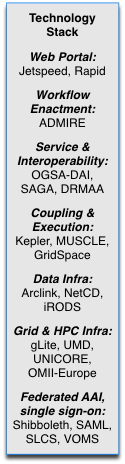 Technology
Stack
Web Portal:
Jetspeed, Rapid
Workflow
Enactment:
ADMIRE
Service &
Interoperability:
OGSA-DAI,
SAGA, DRMAA
Coupling &
Execution:
Kepler, MUSCLE,
GridSpace
Data Infra:
Arclink, NetCD,
iRODS
Grid & HPC Infra:
gLite, UMD,
UNICORE,
OMII-Europe
Federated AAI,
single sign-on:
Shibboleth, SAML,
SLCS, VOMS